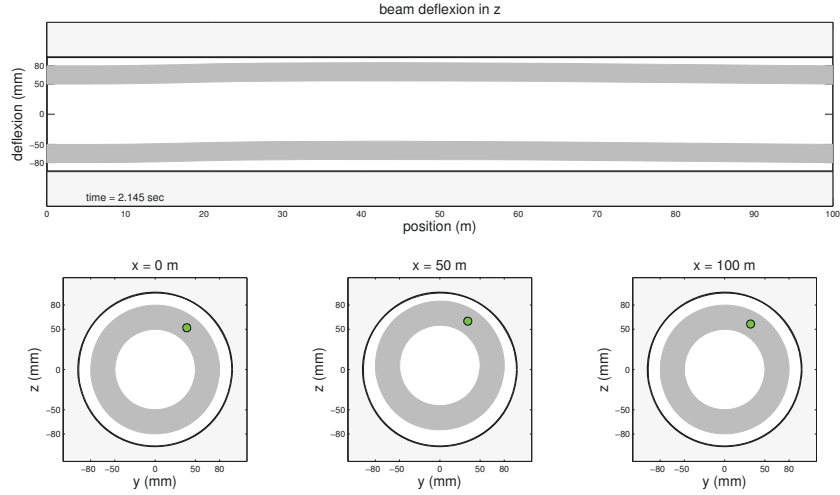 beam deflexion in z
deflexion (mm)
80
50
0
−50
−80
time = 2.145 sec
0 10 20 30 40 50 60 70 80 90 100
position (m)
x = 0 m x = 50 m x = 100 m
z (mm) z (mm) z (mm)
80 80 80
50 50 50
0 0 0
−50 −50 −50
−80 −80 −80
−80 −50 0 50 80 −80 −50 0 50 80 −80 −50 0 50 80
y (mm) y (mm) y (mm)